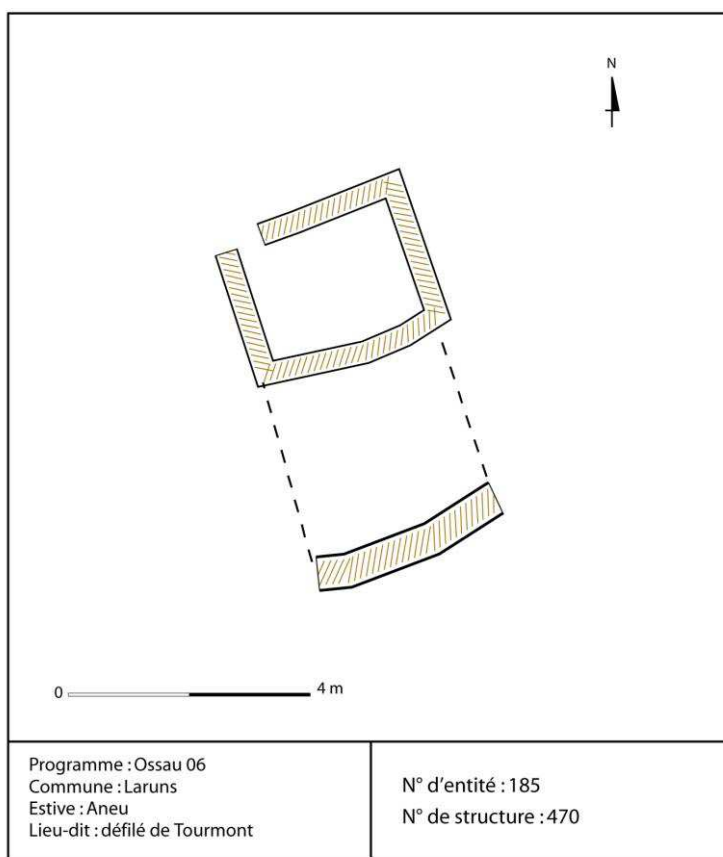 N
0
4 m
Programme : Ossau 06
Commune : Laruns
Estive : Aneu
Lieu-dit : défilé de Tourmont
N° d'entité : 185
N° de structure : 470